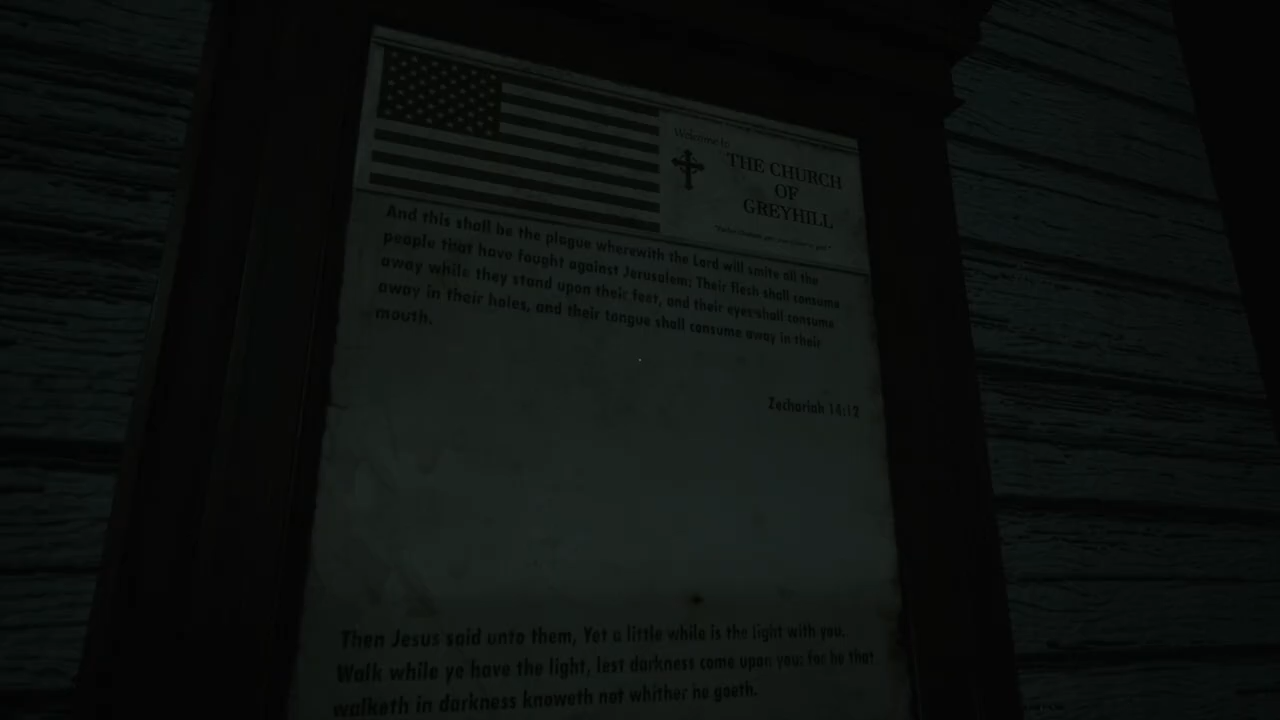 Welcome to
THE CHURCH
OF
GREYHILL
And this shall be the plague wherewith the Lord will smite all the
people that have fought against Jerusalem; Their flesh shall consume
away while they stand upon their feet, and their eyes shall consume
away in their holes, and their tongue shall consume away in their
mouth.
Zechariah 14:12
Then Jesus said unto them, Yet a little while is the light with you.
Walk while ye have the light, lest darkness come upon you: for he that
walketh in darkness knoweth not whither he goeth.